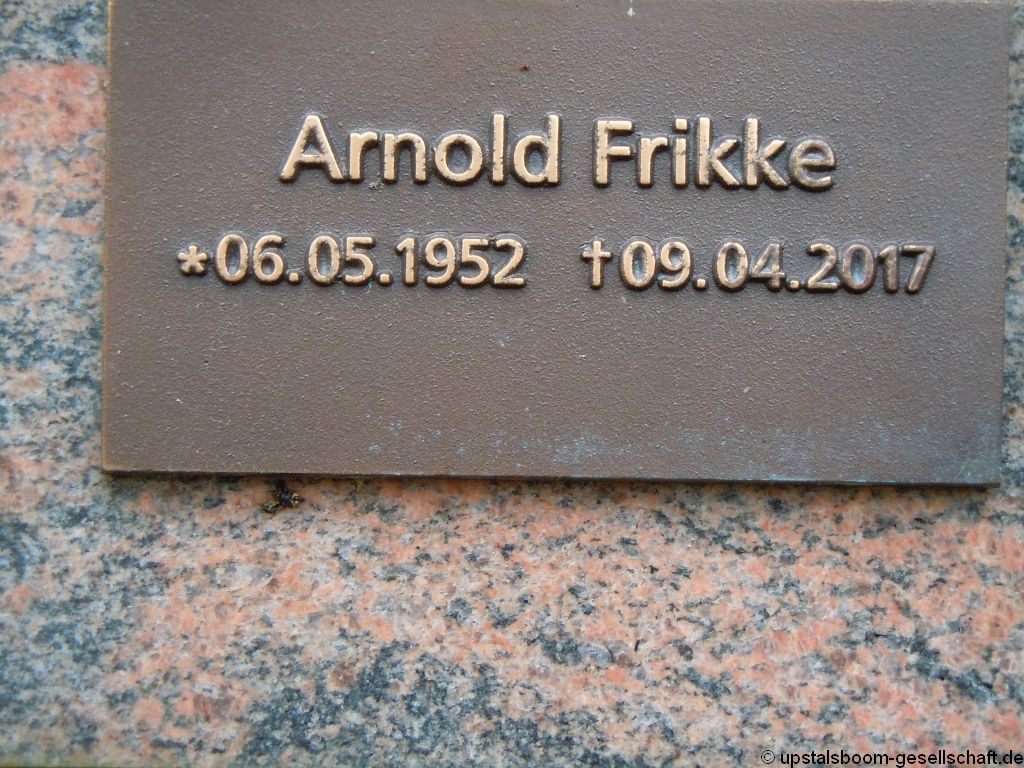 Arnold Frikke
*06.05.1952 †09.04.2017
© upstalsboom-gesellschaft.de